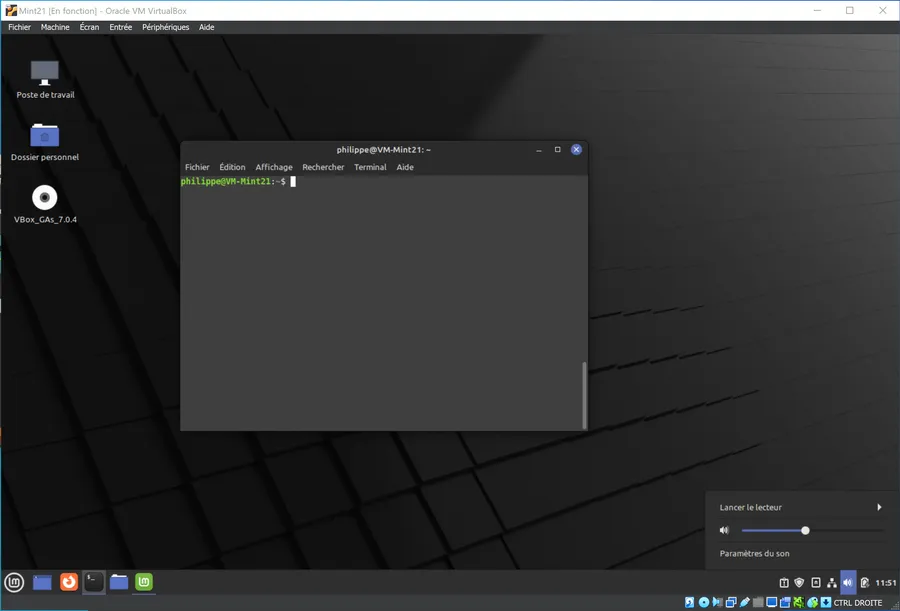 Mint21 [En fonction] - Oracle VM VirtualBox
Fichier Machine Écran Entrée Périphériques Aide
Poste de travail
Dossier personnel
VBox_GAs_7.0.4
philippe@VM-Mint21: ~
Fichier Édition Affichage Rechercher Terminal Aide
philippe@VM-Mint21:~$
Lancer le lecteur
Paramètres du son
11:51
CTRL DROITE